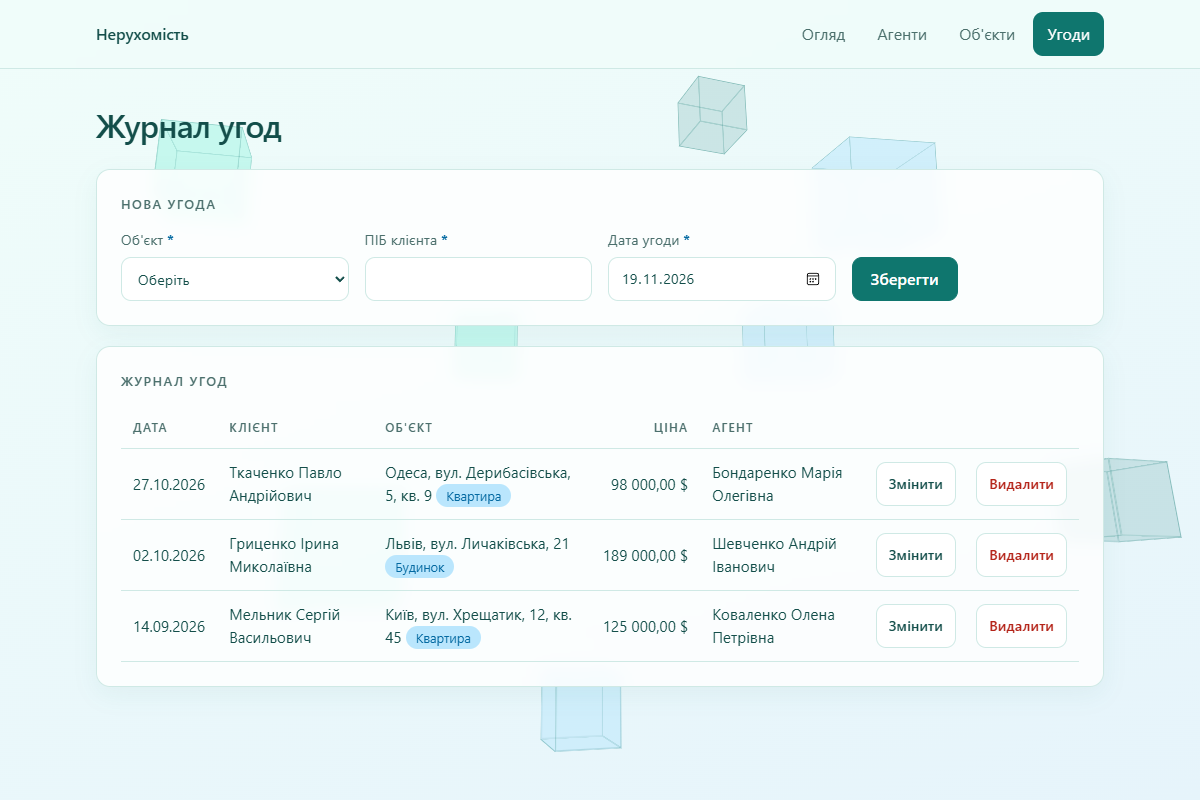 Нерухомість
Огляд
Агенти
Об'єкти
Угоди
Журнал угод
НОВА УГОДА
Об'єкт *
ПІБ клієнта *
Дата угоди *
Оберіть
19.11.2026
Зберегти
ЖУРНАЛ УГОД
ДАТА КЛІЄНТ ОБ'ЄКТ ЦІНА АГЕНТ
27.10.2026
Ткаченко Павло
Андрійович
Одеса, вул. Дерибасівська,
5, кв. 9 Квартира
98 000,00 $
Бондаренко Марія
Олегівна
Змінити
Видалити
02.10.2026
Гриценко Ірина
Миколаївна
Львів, вул. Личаківська, 21
Будинок
189 000,00 $
Шевченко Андрій
Іванович
Змінити
Видалити
14.09.2026
Мельник Сергій
Васильович
Київ, вул. Хрещатик, 12, кв.
45 Квартира
125 000,00 $
Коваленко Олена
Петрівна
Змінити
Видалити